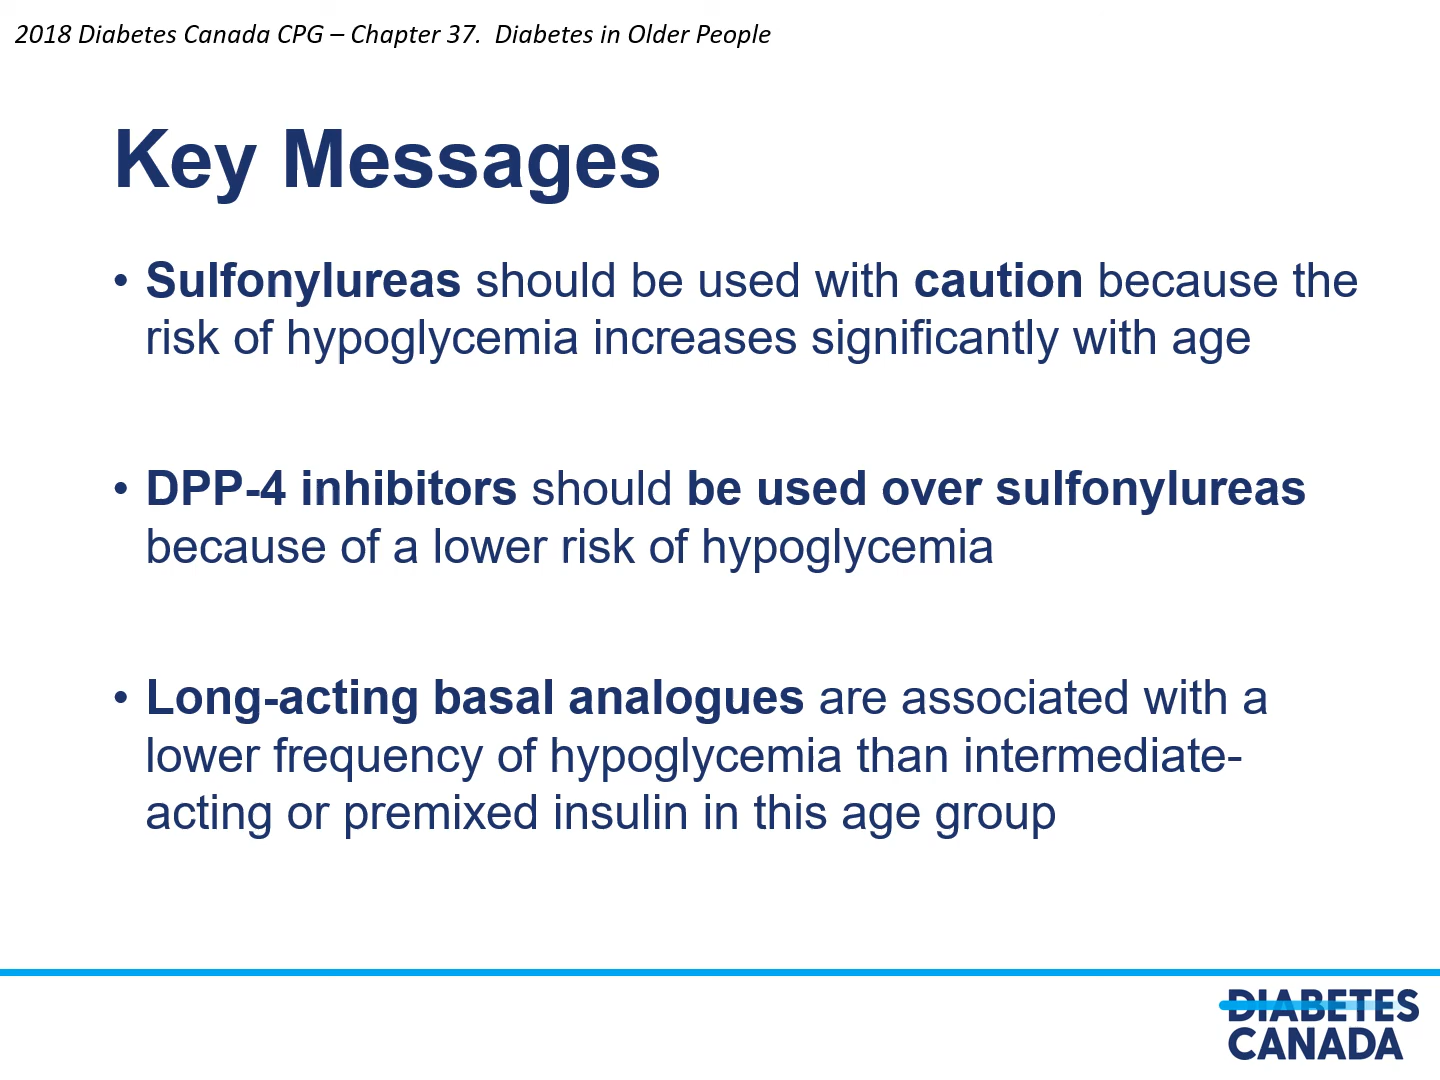 2018 Diabetes Canada CPG – Chapter 37. Diabetes in Older People
Key Messages
• Sulfonylureas should be used with caution because the
risk of hypoglycemia increases significantly with age
• DPP-4 inhibitors should be used over sulfonylureas
because of a lower risk of hypoglycemia
• Long-acting basal analogues are associated with a
lower frequency of hypoglycemia than intermediate-
acting or premixed insulin in this age group
DIABETES
CANADA